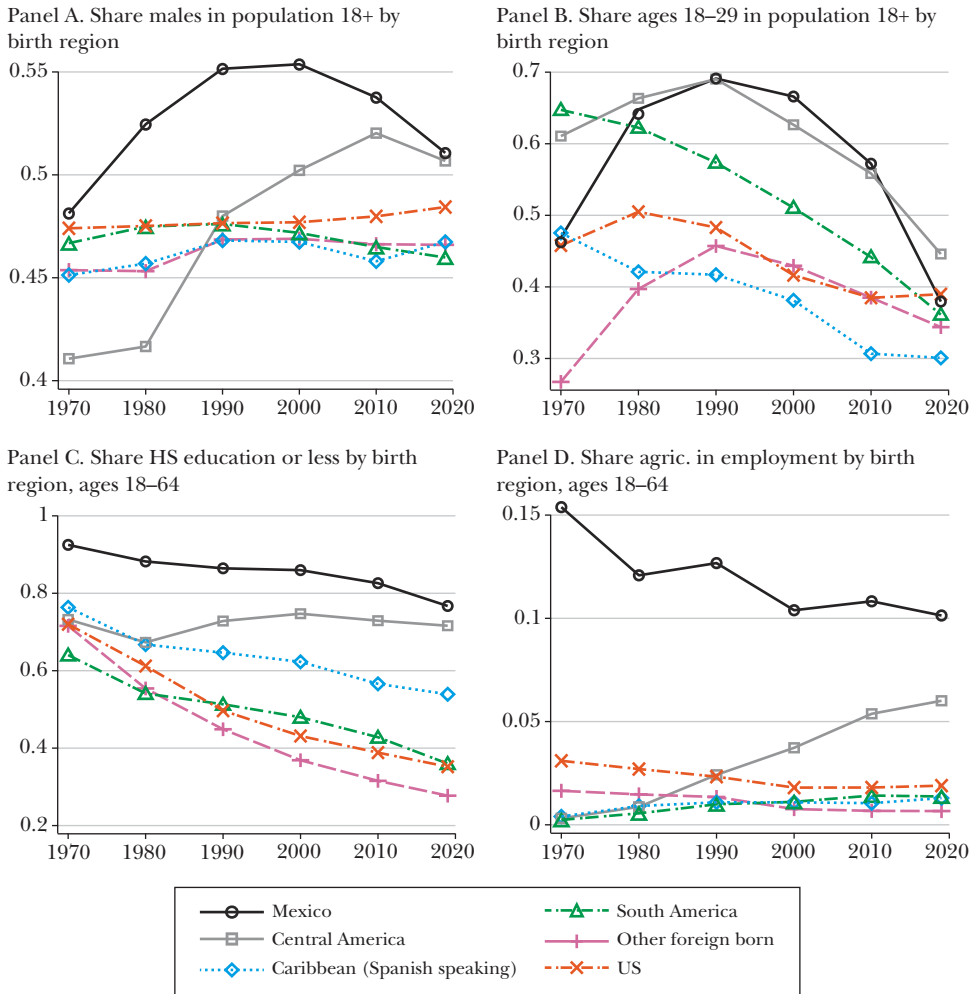 Panel A. Share males in population 18+ by
birth region
0.55
0.5
0.45
0.4
1970 1980 1990 2000 2010 2020
Panel B. Share ages 18–29 in population 18+ by
birth region
0.7
0.6
0.5
0.4
0.3
1970 1980 1990 2000 2010 2020
Panel C. Share HS education or less by birth
region, ages 18–64
1
0.8
0.6
0.4
0.2
1970 1980 1990 2000 2010 2020
Panel D. Share agric. in employment by birth
region, ages 18–64
0.15
0.1
0.05
0
1970 1980 1990 2000 2010 2020
Mexico
Central America
Caribbean (Spanish speaking)
South America
Other foreign born
US